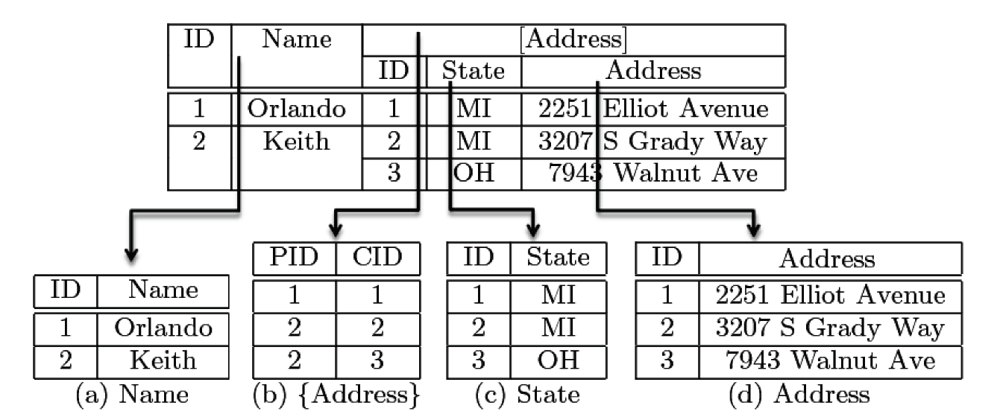 ID Name [Address]
ID State Address
1 Orlando 1 MI 2251 Elliot Avenue
2 Keith 2 MI 3207 S Grady Way
3 OH 7943 Walnut Ave
ID Name
1 Orlando
2 Keith
(a) Name
PID CID
1 1
2 2
2 3
(b) {Address}
ID State
1 MI
2 MI
3 OH
(c) State
ID Address
1 2251 Elliot Avenue
2 3207 S Grady Way
3 7943 Walnut Ave
(d) Address